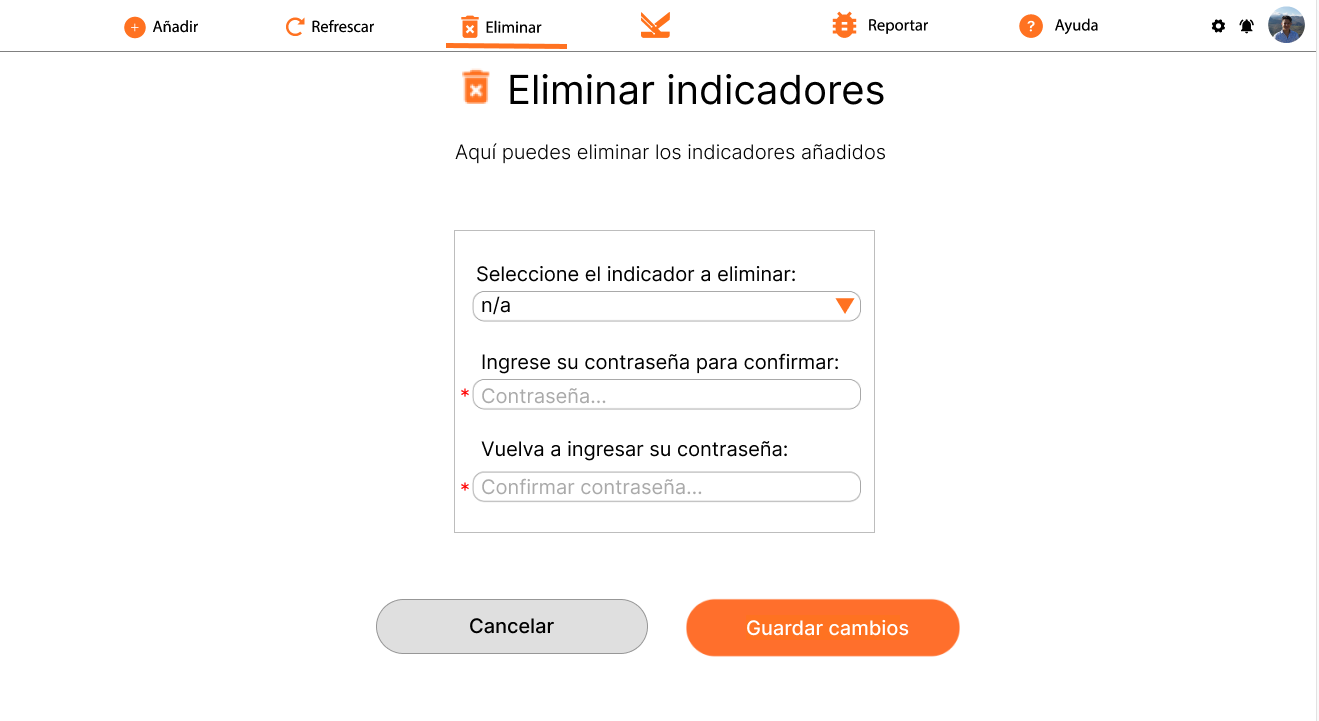 Añadir
Refrescar
Eliminar
Reportar
? Ayuda
Eliminar indicadores
Aquí puedes eliminar los indicadores añadidos
Seleccione el indicador a eliminar:
n/a
Ingrese su contraseña para confirmar:
* Contraseña...
Vuelva a ingresar su contraseña:
* Confirmar contraseña...
Cancelar
Guardar cambios